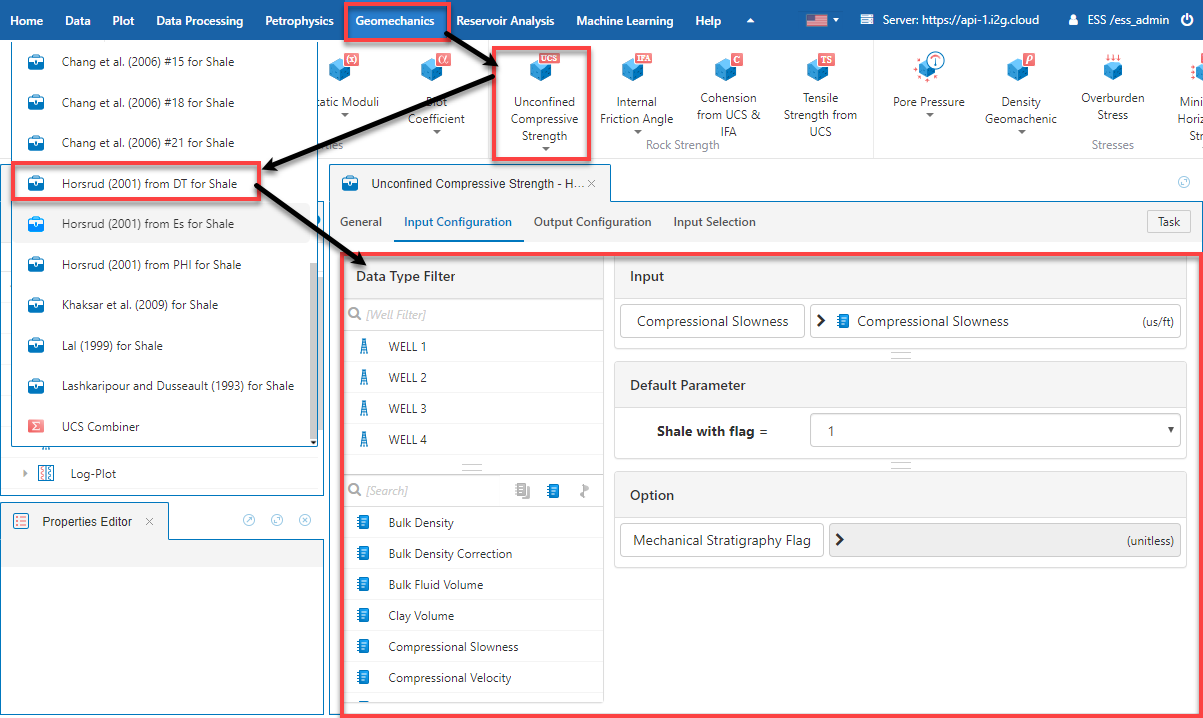 Home Data Plot Data Processing Petrophysics Geomechanics Reservoir Analysis Machine Learning Help Server: https://api-1.i2g.cloud ESS /ess_admin
Chang et al. (2006) #15 for Shale
Chang et al. (2006) #18 for Shale
Chang et al. (2006) #21 for Shale
Horsrud (2001) from DT for Shale
Horsrud (2001) from Es for Shale
Horsrud (2001) from PHI for Shale
Khaksar et al. (2009) for Shale
Lal (1999) for Shale
Lashkaripour and Dusseault (1993) for Shale
UCS Combiner
Log-Plot
Properties Editor
(x)
tatic Moduli
α
Biot
Coefficient
ties
UCS
Unconfined
Compressive
Strength
IFA
Internal
Friction Angle
C
Cohension
from UCS &
IFA
TS
Tensile
Strength from
UCS
Rock Strength
Pore Pressure
ρ
Density
Geomachenic
Overburden
Stress
Mini
Horiz
Str
Stresses
Unconfined Compressive Strength - H...
General Input Configuration Output Configuration Input Selection Task
Data Type Filter
[Well Filter]
WELL 1
WELL 2
WELL 3
WELL 4
[Search]
Bulk Density
Bulk Density Correction
Bulk Fluid Volume
Clay Volume
Compressional Slowness
Compressional Velocity
Input
Compressional Slowness Compressional Slowness (us/ft)
Default Parameter
Shale with flag = 1
Option
Mechanical Stratigraphy Flag (unitless)